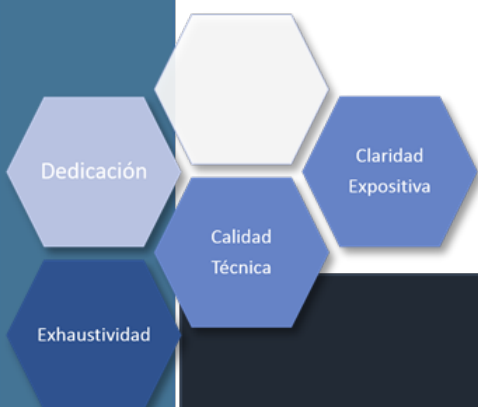 Dedicación
Claridad
Expositiva
Calidad
Técnica
Exhaustividad